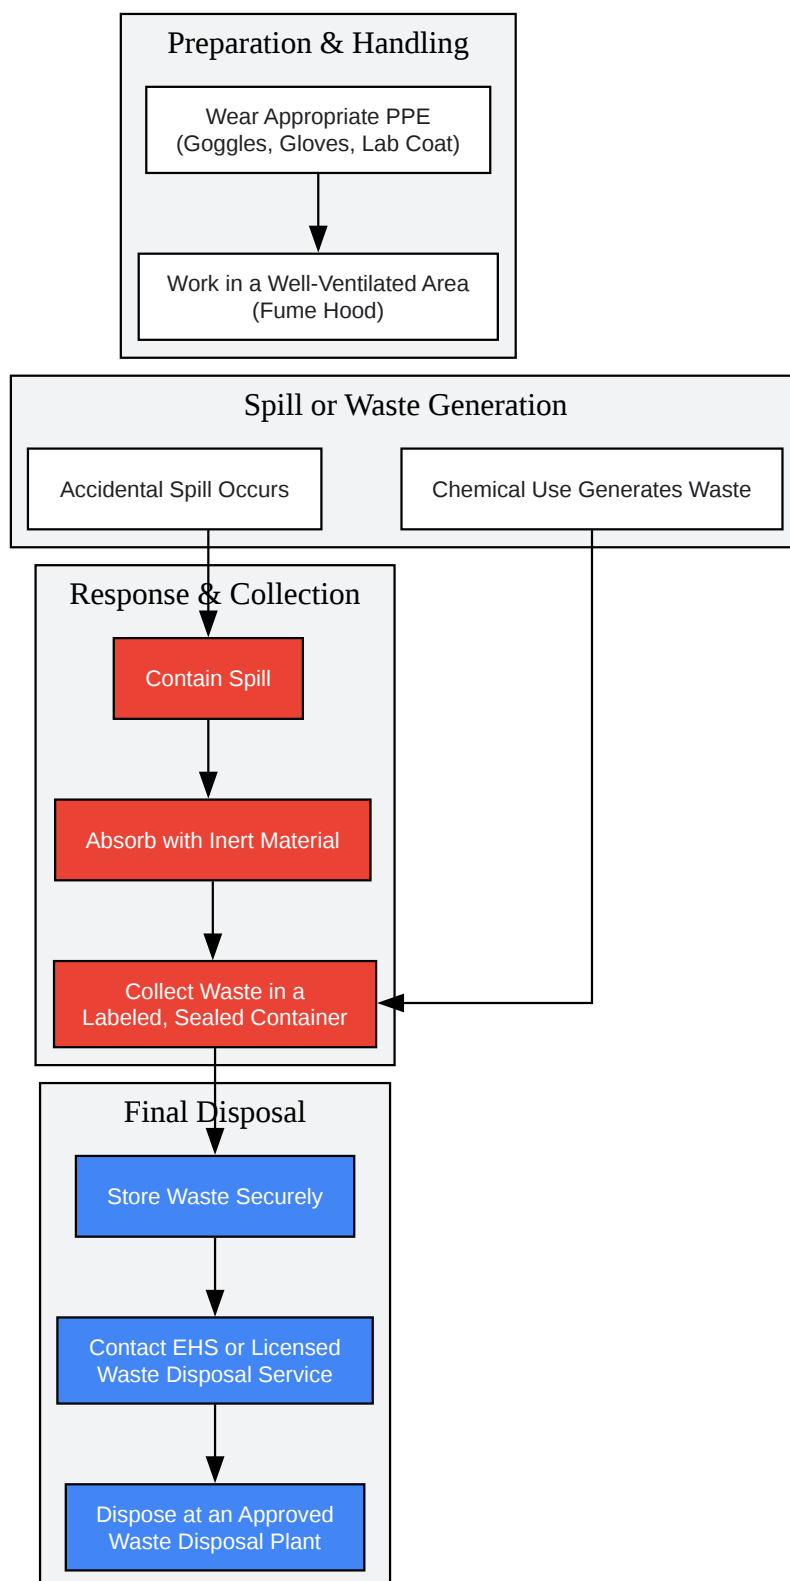 Preparation & Handling
Wear Appropriate PPE
(Goggles, Gloves, Lab Coat)
Work in a Well-Ventilated Area
(Fume Hood)
Spill or Waste Generation
Accidental Spill Occurs
Chemical Use Generates Waste
Response & Collection
Contain Spill
Absorb with Inert Material
Collect Waste in a
Labeled, Sealed Container
Final Disposal
Store Waste Securely
Contact EHS or Licensed
Waste Disposal Service
Dispose at an Approved
Waste Disposal Plant